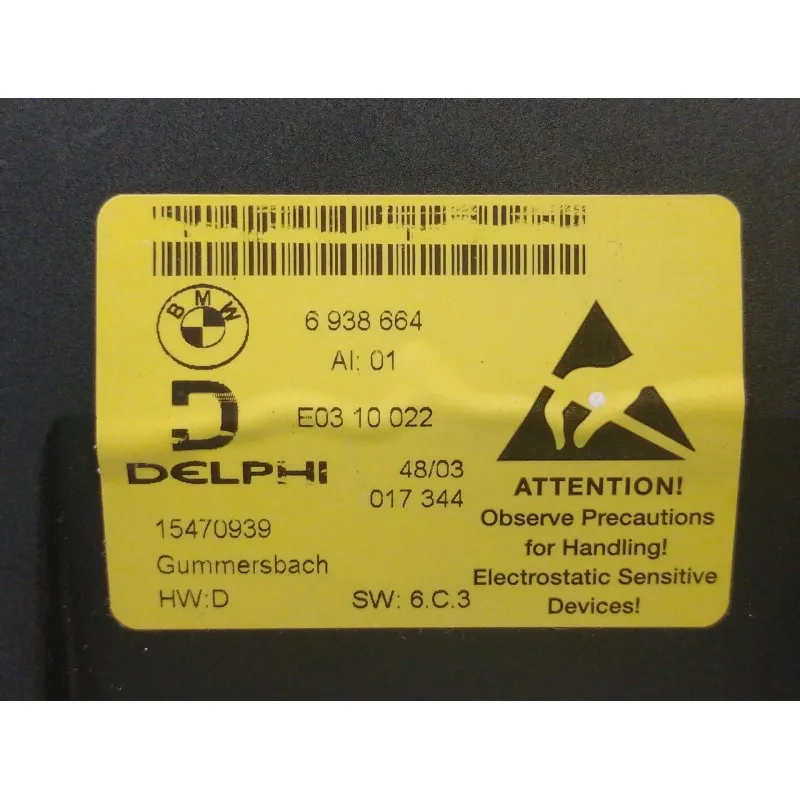 BMW
6 938 664
AI: 01
E03 10 022
DELPHI
48/03
017 344
15470939
Gummersbach
HW:D
SW: 6.C.3
ATTENTION!
Observe Precautions
for Handling!
Electrostatic Sensitive
Devices!